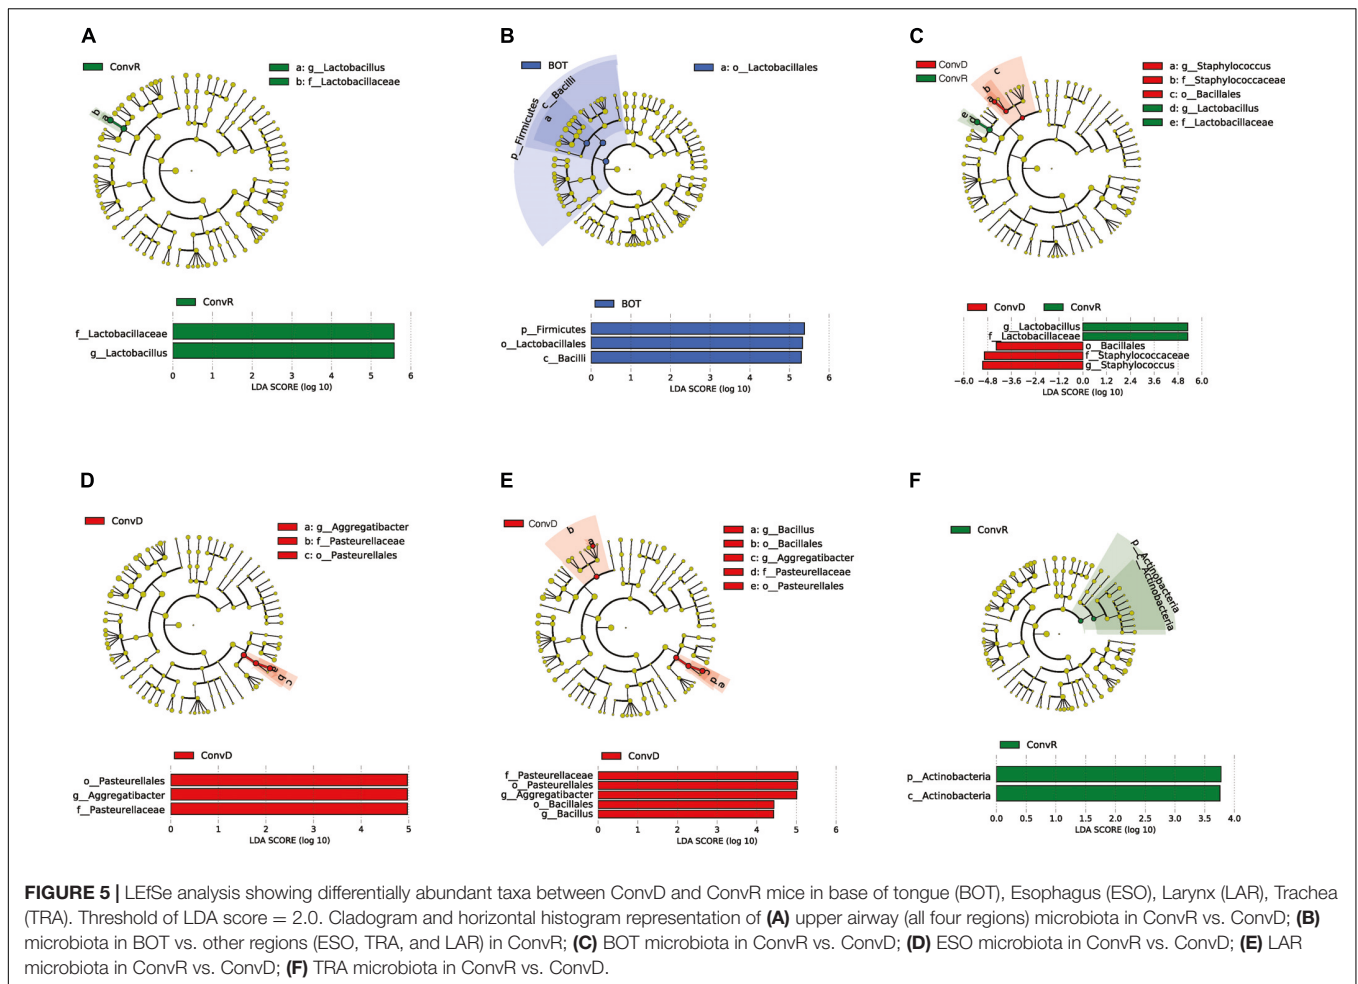 A
ConvR
a: g__Lactobacillus
b: f__Lactobacillaceae
b
a
ConvR
f__Lactobacillaceae
g__Lactobacillus
0 1 2 3 4 5 6
LDA SCORE (log 10)
B
BOT
a: o__Lactobacillales
p__Firmicutes
c__Bacilli
a
BOT
p__Firmicutes
o__Lactobacillales
c__Bacilli
0 1 2 3 4 5 6
LDA SCORE (log 10)
C
ConvD
ConvR
a: g__Staphylococcus
b: f__Staphylococcaceae
c: o__Bacillales
d: g__Lactobacillus
e: f__Lactobacillaceae
c
b
a
e
d
ConvD ConvR
g__Lactobacillus
f__Lactobacillaceae
o__Bacillales
f__Staphylococcaceae
g__Staphylococcus
−6.0 −4.8 −3.6 −2.4 −1.2 0.0 1.2 2.4 3.6 4.8 6.0
LDA SCORE (log 10)
D
ConvD
a: g__Aggregatibacter
b: f__Pasteurellaceae
c: o__Pasteurellales
a
b
c
ConvD
o__Pasteurellales
g__Aggregatibacter
f__Pasteurellaceae
0 1 2 3 4 5
LDA SCORE (log 10)
E
ConvD
a: g__Bacillus
b: o__Bacillales
c: g__Aggregatibacter
d: f__Pasteurellaceae
e: o__Pasteurellales
b
a
c
d
e
ConvD
f__Pasteurellaceae
o__Pasteurellales
g__Aggregatibacter
o__Bacillales
g__Bacillus
0 1 2 3 4 5 6
LDA SCORE (log 10)
F
ConvR
p__Actinobacteria
c__Actinobacteria
ConvR
p__Actinobacteria
c__Actinobacteria
0.0 0.5 1.0 1.5 2.0 2.5 3.0 3.5 4.0
LDA SCORE (log 10)
FIGURE 5 | LEfSe analysis showing differentially abundant taxa between ConvD and ConvR mice in base of tongue (BOT), Esophagus (ESO), Larynx (LAR), Trachea
(TRA). Threshold of LDA score = 2.0. Cladogram and horizontal histogram representation of (A) upper airway (all four regions) microbiota in ConvR vs. ConvD; (B)
microbiota in BOT vs. other regions (ESO, TRA, and LAR) in ConvR; (C) BOT microbiota in ConvR vs. ConvD; (D) ESO microbiota in ConvR vs. ConvD; (E) LAR
microbiota in ConvR vs. ConvD; (F) TRA microbiota in ConvR vs. ConvD.